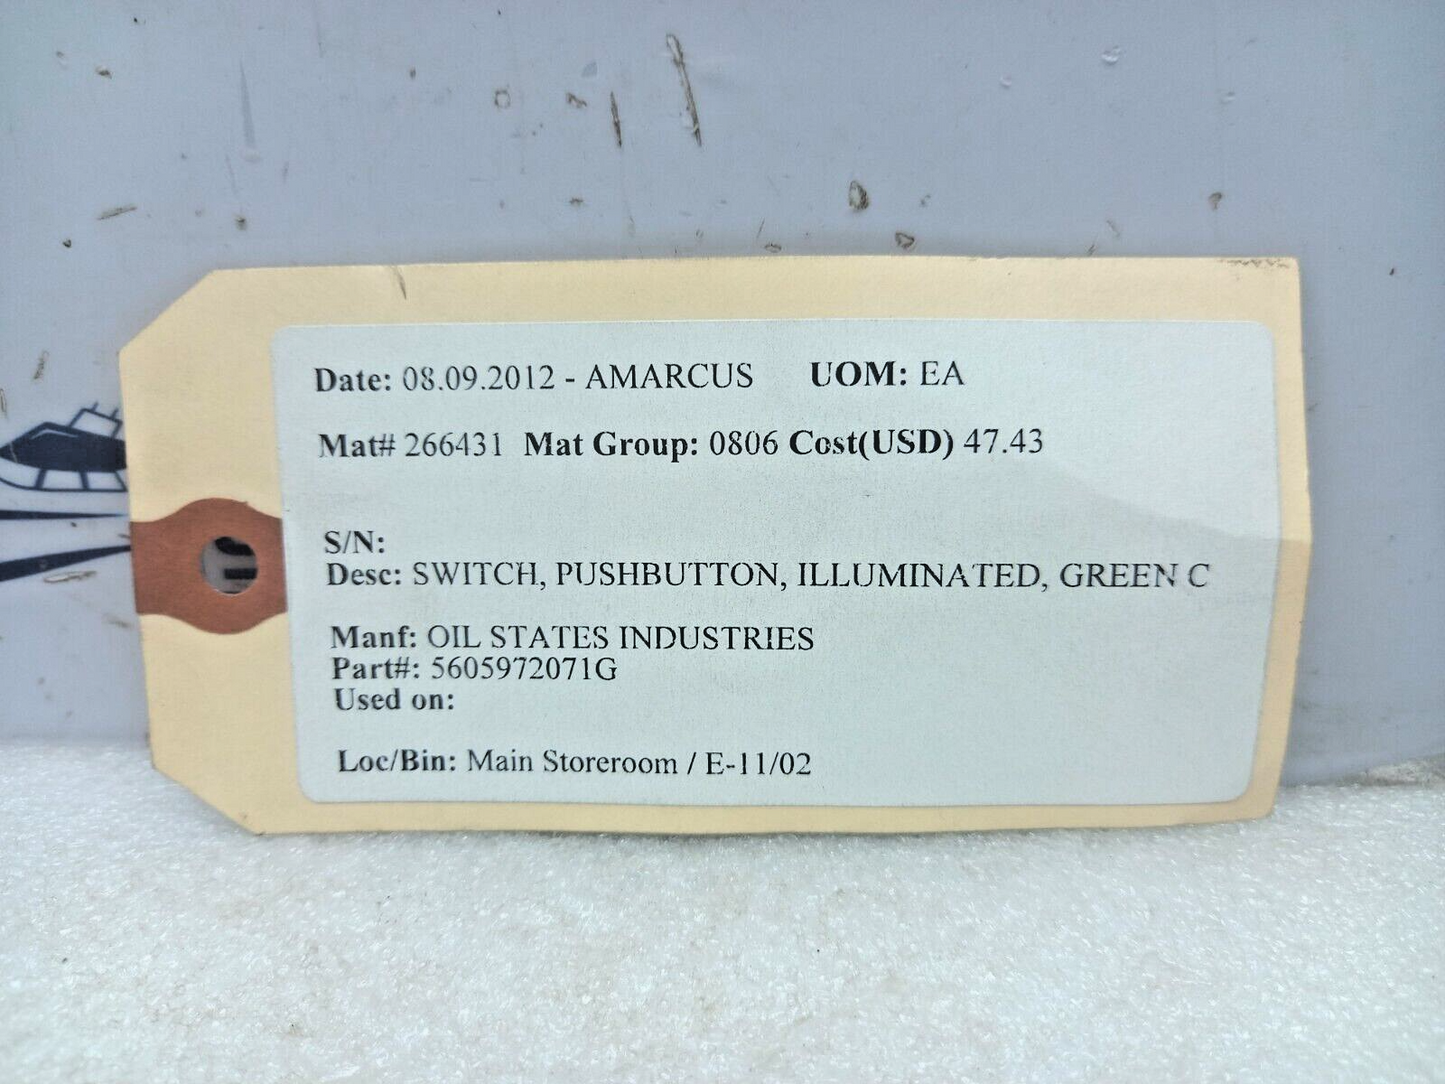 Date: 08.09.2012 - AMARCUS UOM: EA
Mat# 266431 Mat Group: 0806 Cost(USD) 47.43
S/N:
Desc: SWITCH, PUSHBUTTON, ILLUMINATED, GREEN C
Manf: OIL STATES INDUSTRIES
Part#: 5605972071G
Used on:
Loc/Bin: Main Storeroom / E-11/02